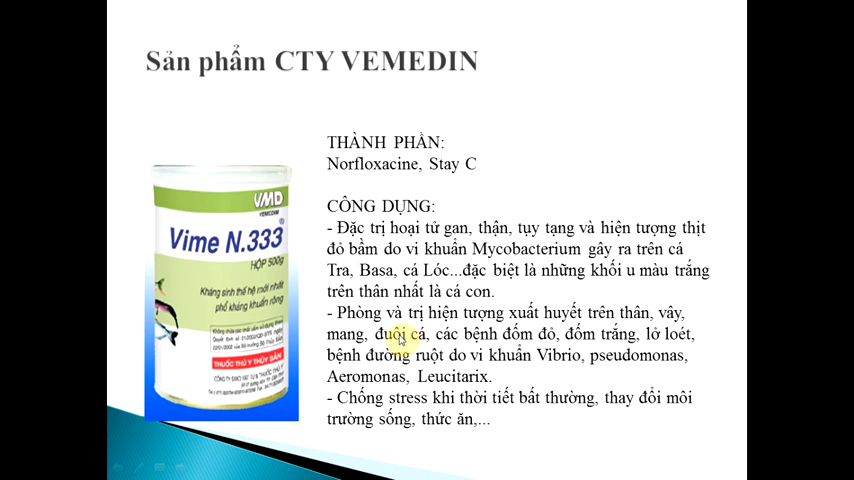 Sản phẩm CTY VEMEDIN
THÀNH PHẦN:
Norfloxacine, Stay C
CÔNG DỤNG:
- Đặc trị hoại tử gan, thận, tụy tạng và hiện tượng thịt
đỏ bầm do vi khuẩn Mycobacterium gây ra trên cá
Tra, Basa, cá Lóc...đặc biệt là những khối u màu trắng
trên thân nhất là cá con.
- Phòng và trị hiện tượng xuất huyết trên thân, vây,
mang, đuôi cá, các bệnh đốm đỏ, đốm trắng, lở loét,
bệnh đường ruột do vi khuẩn Vibrio, pseudomonas,
Aeromonas, Leucitarix.
- Chống stress khi thời tiết bất thường, thay đổi môi
trường sống, thức ăn,...
VMD
VEMEDIM
Vime N.333®
HỘP 500g
Kháng sinh thế hệ mới nhất
phổ kháng khuẩn rộng
THUỐC THÚ Y THỦY SẢN